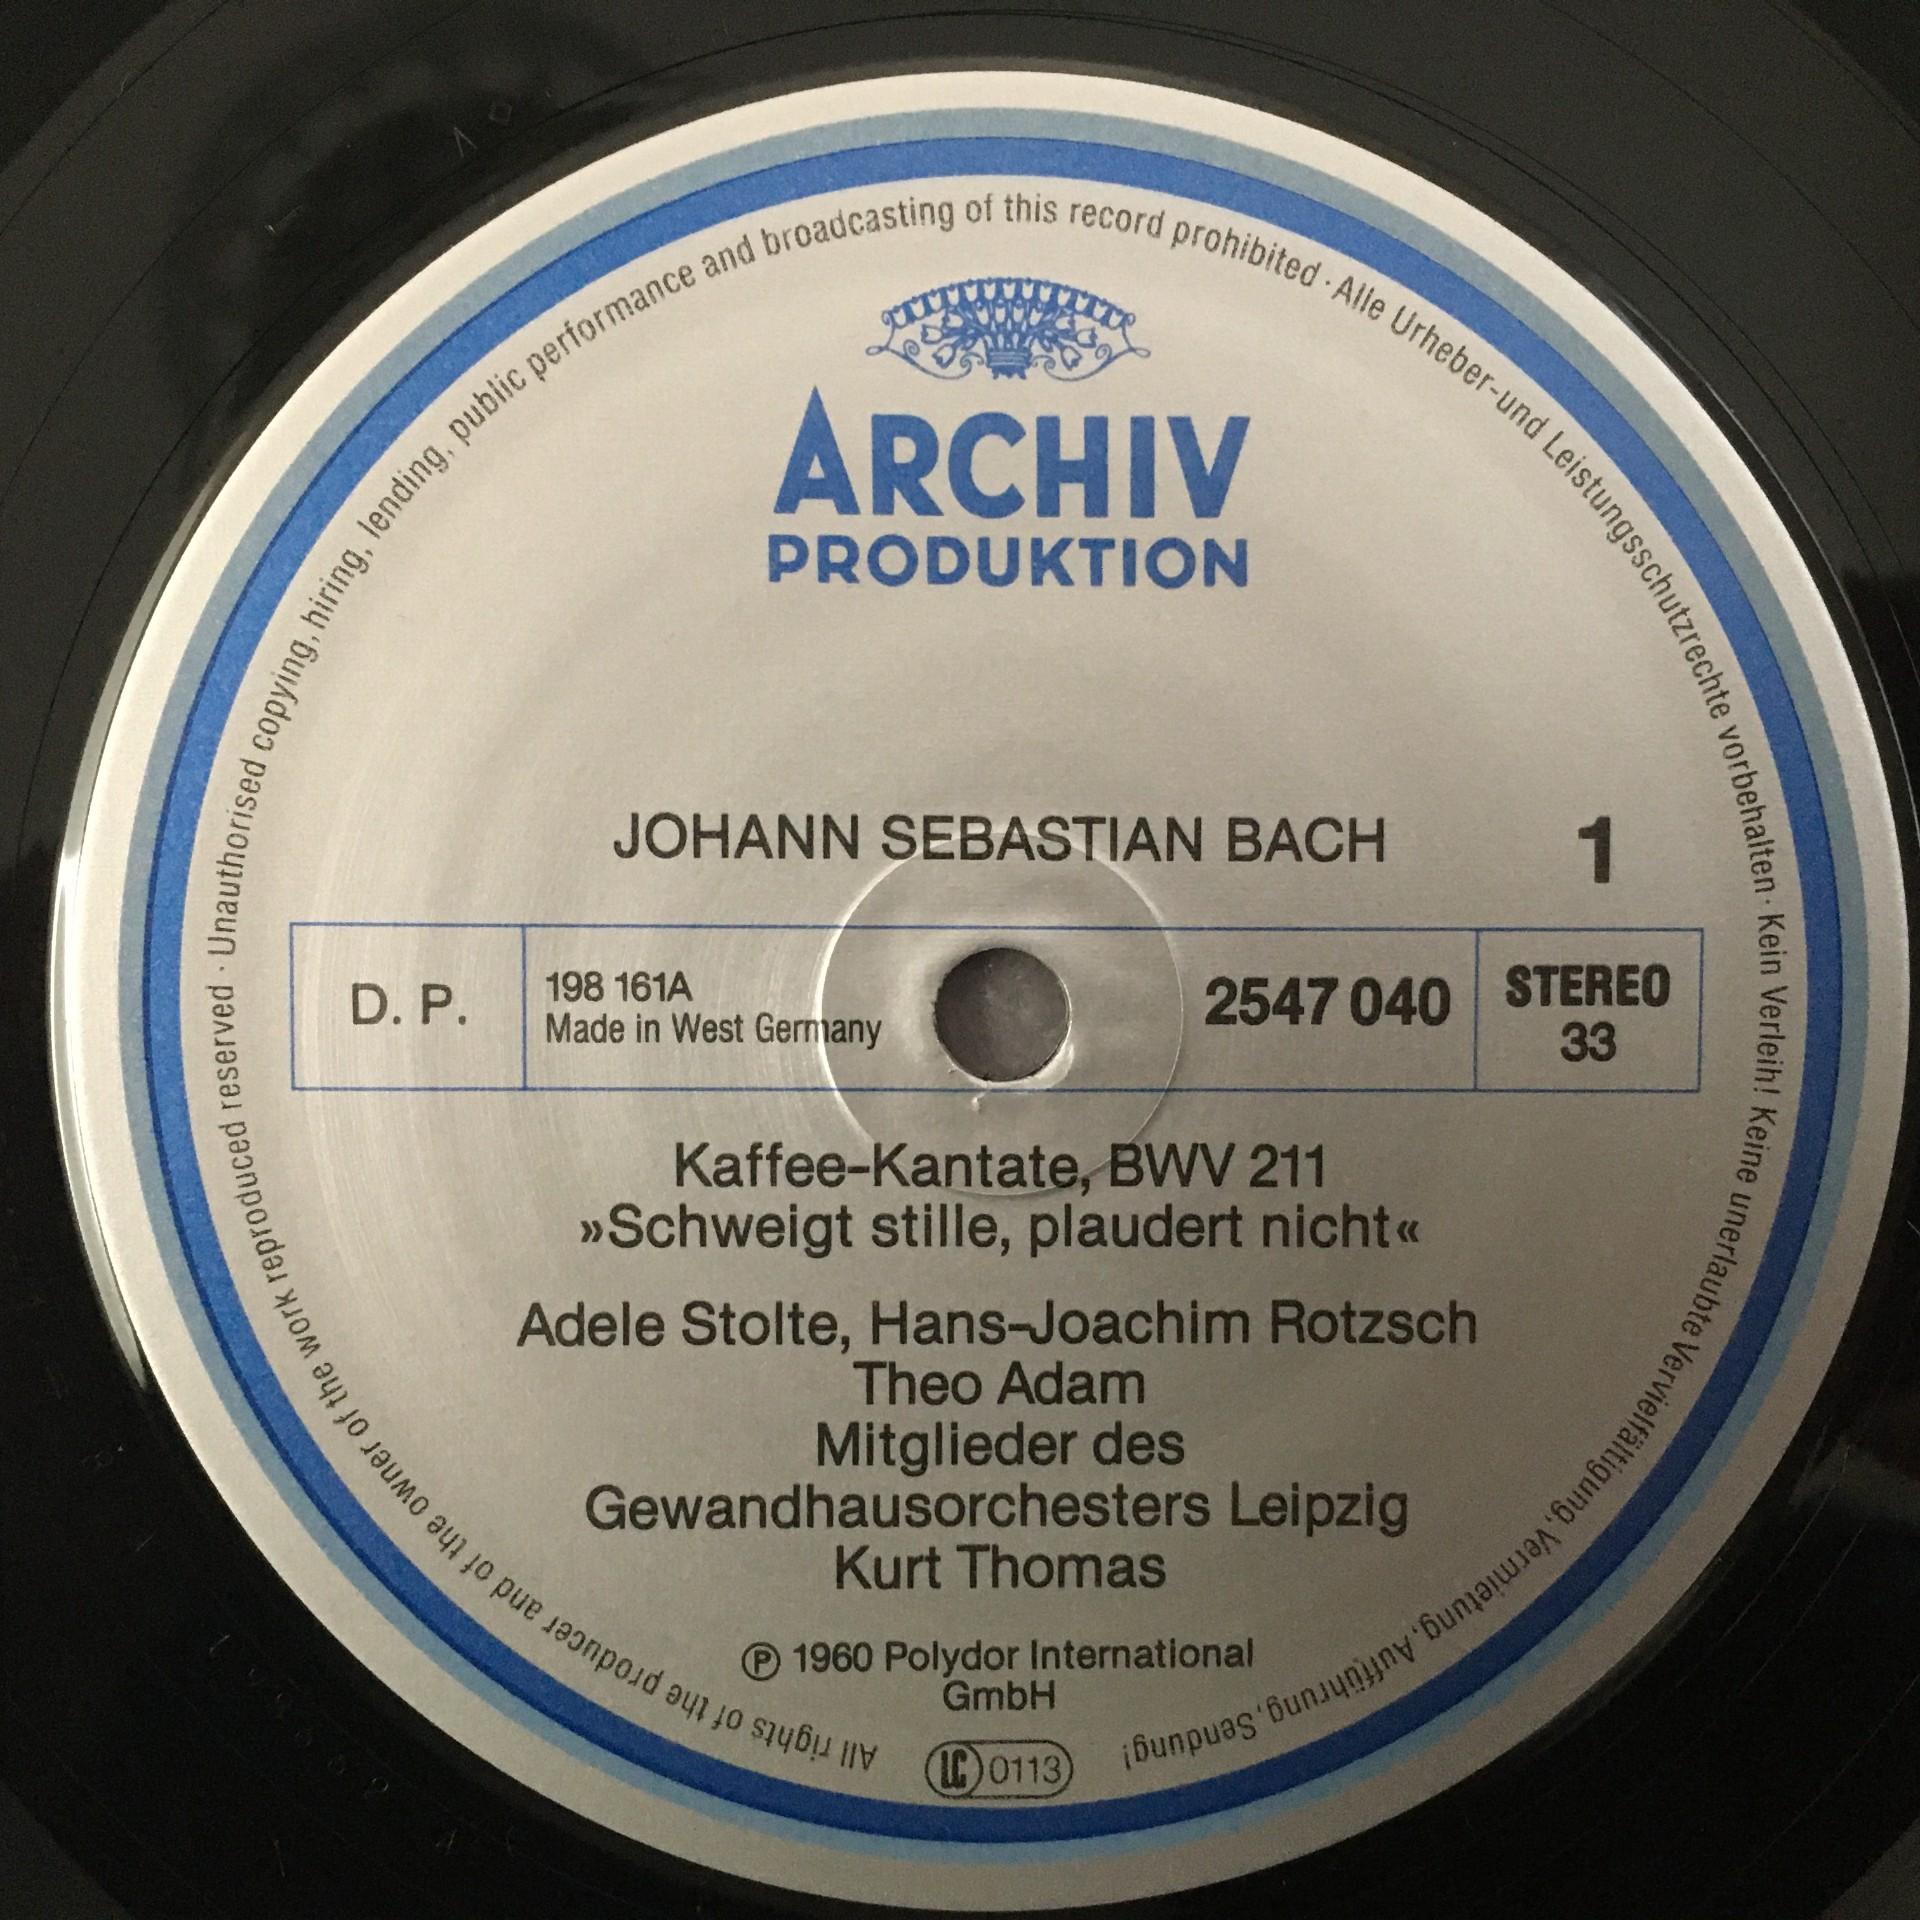 ARCHIV
PRODUKTION
JOHANN SEBASTIAN BACH
1
D. P.
198 161A
Made in West Germany
2547 040
STEREO
33
Kaffee-Kantate, BWV 211
»Schweigt stille, plaudert nicht«
Adele Stolte, Hans-Joachim Rotzsch
Theo Adam
Mitglieder des
Gewandhausorchesters Leipzig
Kurt Thomas
℗ 1960 Polydor International
GmbH
LC 0113
All rights of the producer and of the owner of the work reproduced reserved · Unauthorised copying, hiring, lending, public performance and broadcasting of this record prohibited · Alle Urheber-und Leistungsschutzrechte vorbehalten · Kein Verleih! Keine unerlaubte Vervielfältigung, Vermietung, Aufführung, Sendung!